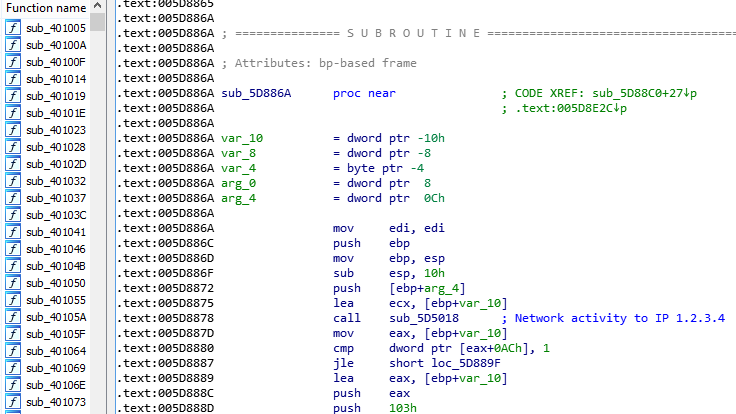 Function name
sub_401005
sub_40100A
sub_40100F
sub_401014
sub_401019
sub_40101E
sub_401023
sub_401028
sub_40102D
sub_401032
sub_401037
sub_40103C
sub_401041
sub_401046
sub_40104B
sub_401050
sub_401055
sub_40105A
sub_40105F
sub_401064
sub_401069
sub_40106E
sub_401073
.text:005D8865
.text:005D886A
.text:005D886A ; =============== S U B R O U T I N E =======================================
.text:005D886A
.text:005D886A ; Attributes: bp-based frame
.text:005D886A
.text:005D886A sub_5D886A proc near ; CODE XREF: sub_5D88C0+27↓p
.text:005D886A ; .text:005D8E2C↓p
.text:005D886A
.text:005D886A var_10 = dword ptr -10h
.text:005D886A var_8 = dword ptr -8
.text:005D886A var_4 = byte ptr -4
.text:005D886A arg_0 = dword ptr 8
.text:005D886A arg_4 = dword ptr 0Ch
.text:005D886A
.text:005D886A mov edi, edi
.text:005D886C push ebp
.text:005D886D mov ebp, esp
.text:005D886F sub esp, 10h
.text:005D8872 push [ebp+arg_4]
.text:005D8875 lea ecx, [ebp+var_10]
.text:005D8878 call sub_5D5018 ; Network activity to IP 1.2.3.4
.text:005D887D mov eax, [ebp+var_10]
.text:005D8880 cmp dword ptr [eax+0ACh], 1
.text:005D8887 jle short loc_5D889F
.text:005D8889 lea eax, [ebp+var_10]
.text:005D888C push eax
.text:005D888D push 103h